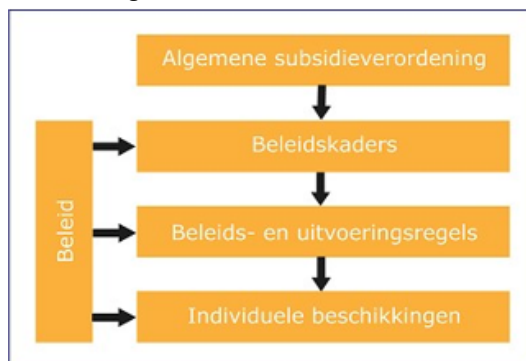 Algemene subsidieverordening
Beleidskaders
Beleid
Beleids- en uitvoeringsregels
Individuele beschikkingen